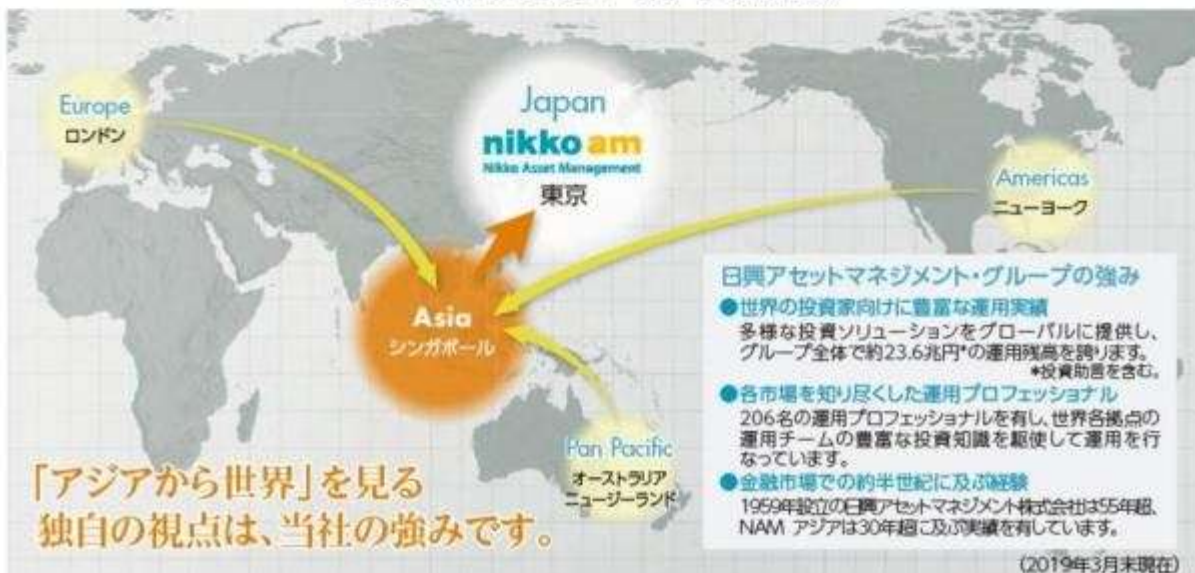 Europe
ロンドン
Japan
nikko am
Nikko Asset Management
東京
Americas
ニューヨーク
Asia
シンガポール
Pan Pacific
オーストラリア
ニュージーランド
「アジアから世界」を見る
独自の視点は、当社の強みです。
日興アセットマネジメント・グループの強み
●世界の投資家向けに豊富な運用実績
多様な投資ソリューションをグローバルに提供し、
グループ全体で約23.6兆円*の運用残高を誇ります。
*投資助言を含む。
●各市場を知り尽くした運用プロフェッショナル
206名の運用プロフェッショナルを有し、世界各拠点の
運用チームの豊富な投資知識を駆使して運用を行
なっています。
●金融市場での約半世紀に及ぶ経験
1959年設立の日興アセットマネジメント株式会社は55年超、
NAM アジアは30年超に及ぶ実績を有しています。
(2019年3月末現在)